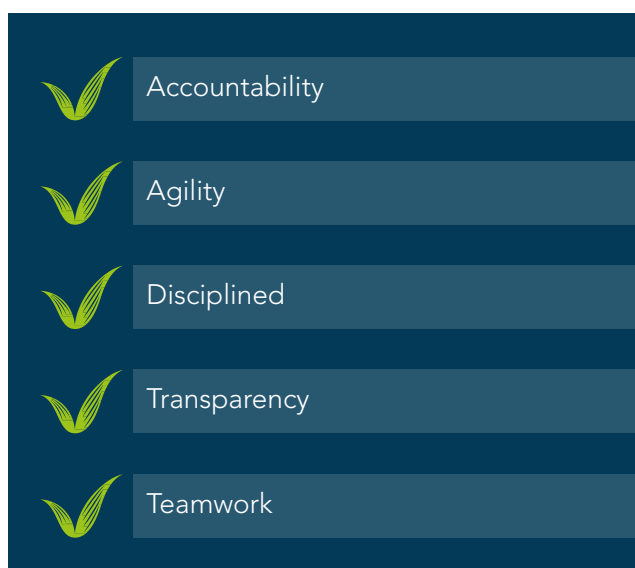 Accountability
Agility
Disciplined
Transparency
Teamwork